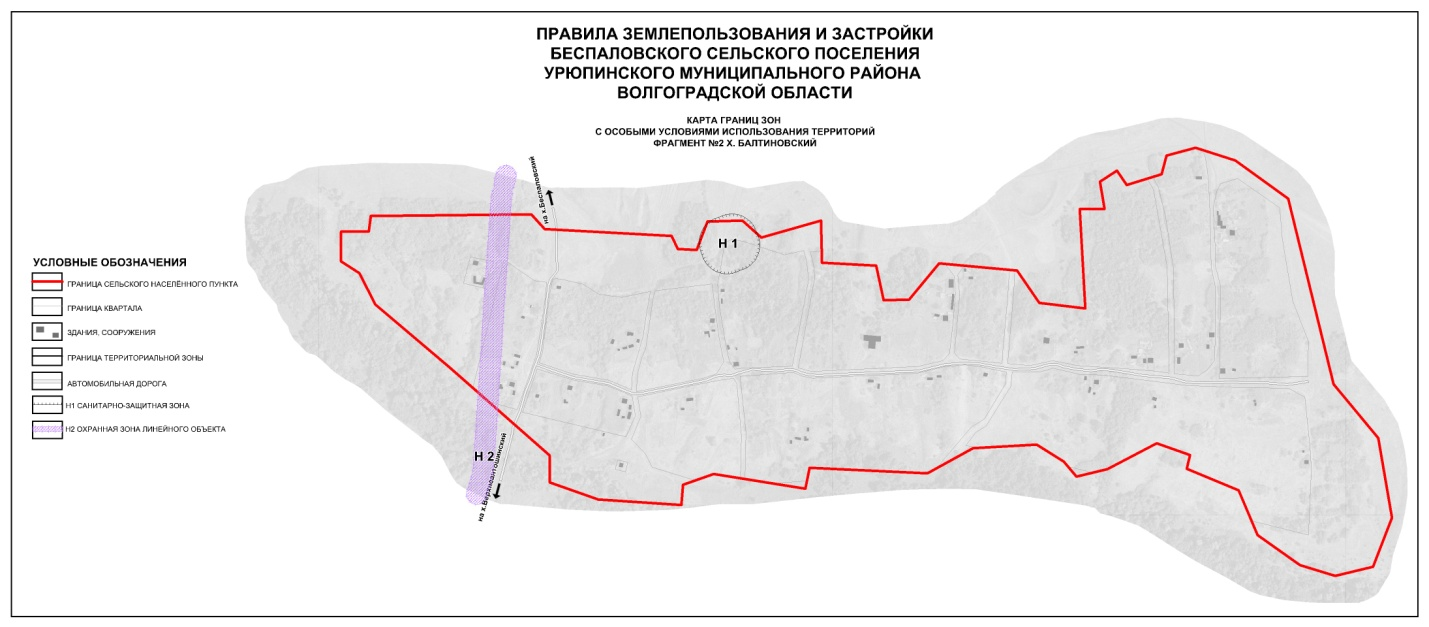 ПРАВИЛА ЗЕМЛЕПОЛЬЗОВАНИЯ И ЗАСТРОЙКИ
БЕСПАЛОВСКОГО СЕЛЬСКОГО ПОСЕЛЕНИЯ
УРЮПИНСКОГО МУНИЦИПАЛЬНОГО РАЙОНА
ВОЛГОГРАДСКОЙ ОБЛАСТИ
КАРТА ГРАНИЦ ЗОН
С ОСОБЫМИ УСЛОВИЯМИ ИСПОЛЬЗОВАНИЯ ТЕРРИТОРИЙ
ФРАГМЕНТ №2 Х. БАЛТИНОВСКИЙ
на х.Беспаловский
Н 1
УСЛОВНЫЕ ОБОЗНАЧЕНИЯ
ГРАНИЦА СЕЛЬСКОГО НАСЕЛЁННОГО ПУНКТА
ГРАНИЦА КВАРТАЛА
ЗДАНИЯ, СООРУЖЕНИЯ
ГРАНИЦА ТЕРРИТОРИАЛЬНОЙ ЗОНЫ
АВТОМОБИЛЬНАЯ ДОРОГА
Н1 САНИТАРНО-ЗАЩИТНАЯ ЗОНА
Н2 ОХРАННАЯ ЗОНА ЛИНЕЙНОГО ОБЪЕКТА
Н 2
на х.Верхнеантошинский